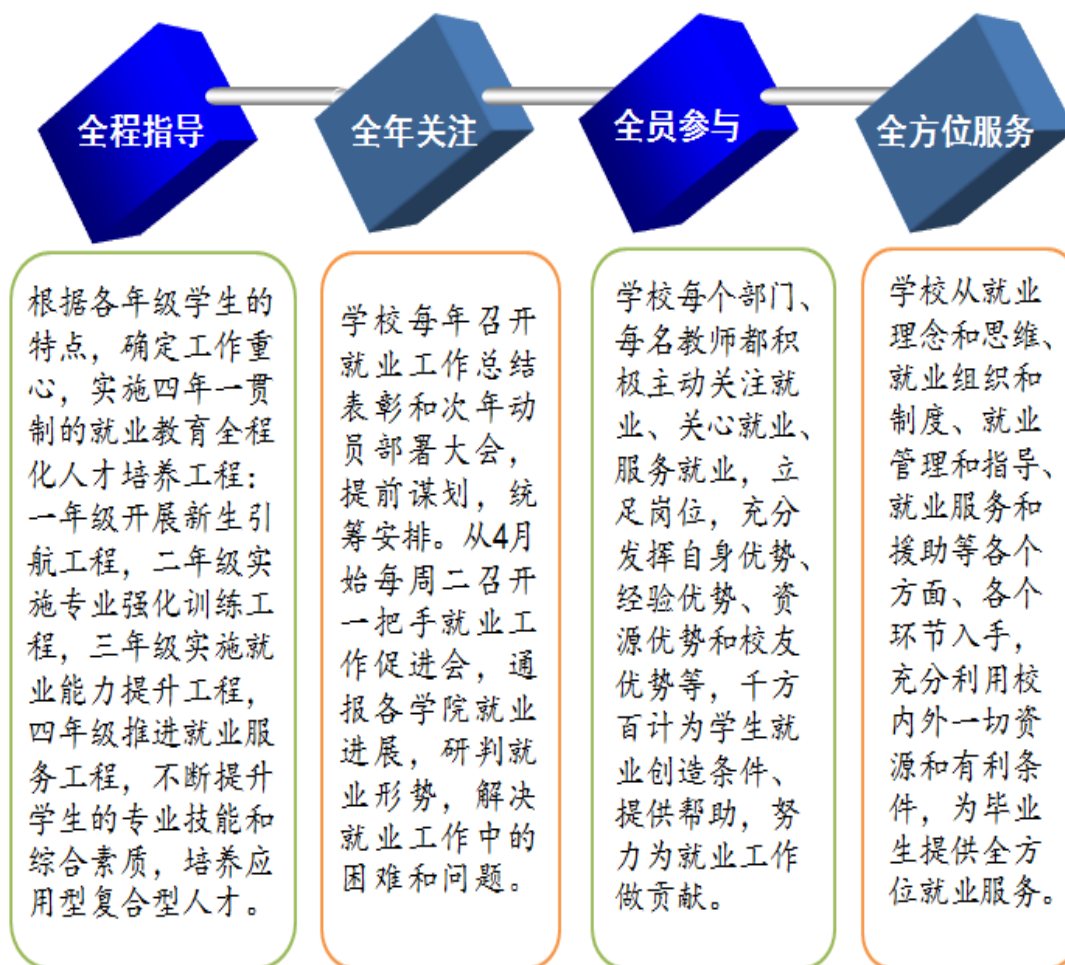 全程指导
全年关注
全员参与
全方位服务
根据各年级学生的
特点，确定工作重
心，实施四年一贯
制的就业教育全程
化人才培养工程：
一年级开展新生引
航工程，二年级实
施专业强化训练工
程，三年级实施就
业能力提升工程，
四年级推进就业服
务工程，不断提升
学生的专业技能和
综合素质，培养应
用型复合型人才。
学校每年召开
就业工作总结
表彰和次年动
员部署大会，
提前谋划，统
筹安排。从4月
始每周二召开
一把手就业工
作促进会，通
报各学院就业
进展，研判就
业形势，解决
就业工作中的
困难和问题。
学校每个部门、
每名教师都积
极主动关注就
业、关心就业、
服务就业，立
足岗位，充分
发挥自身优势、
经验优势、资
源优势和校友
优势等，千方
百计为学生就
业创造条件、
提供帮助，努
力为就业工作
做贡献。
学校从就业
理念和思维、
就业组织和
制度、就业
管理和指导、
就业服务和
援助等各个
方面、各个
环节入手，
充分利用校
内外一切资
源和有利条
件，为毕业
生提供全方
位就业服务。